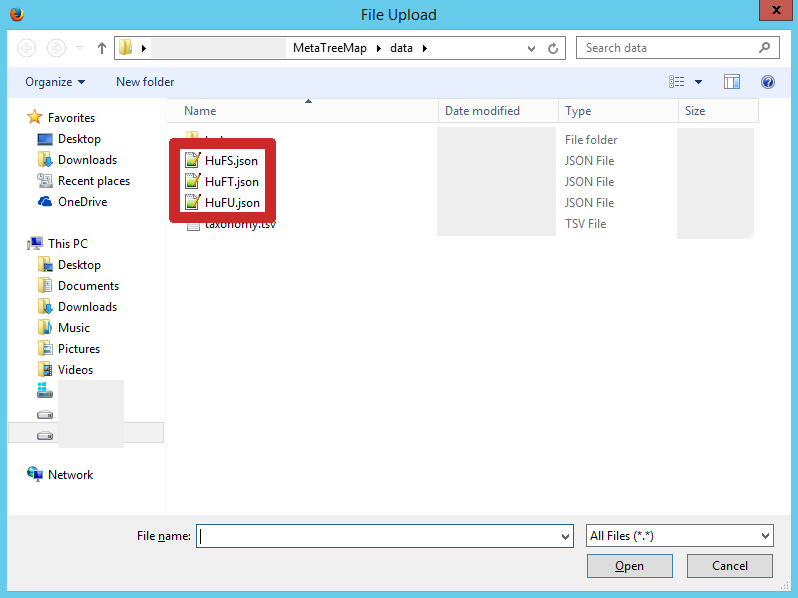 File Upload
x
MetaTreeMap data
Search data
Organize New folder
Name Date modified Type Size
File folder
HuFS.json JSON File
HuFT.json JSON File
HuFU.json JSON File
taxonomy.tsv TSV File
Favorites
Desktop
Downloads
Recent places
OneDrive
This PC
Desktop
Documents
Downloads
Music
Pictures
Videos
Network
File name:
All Files (*.*)
Open Cancel